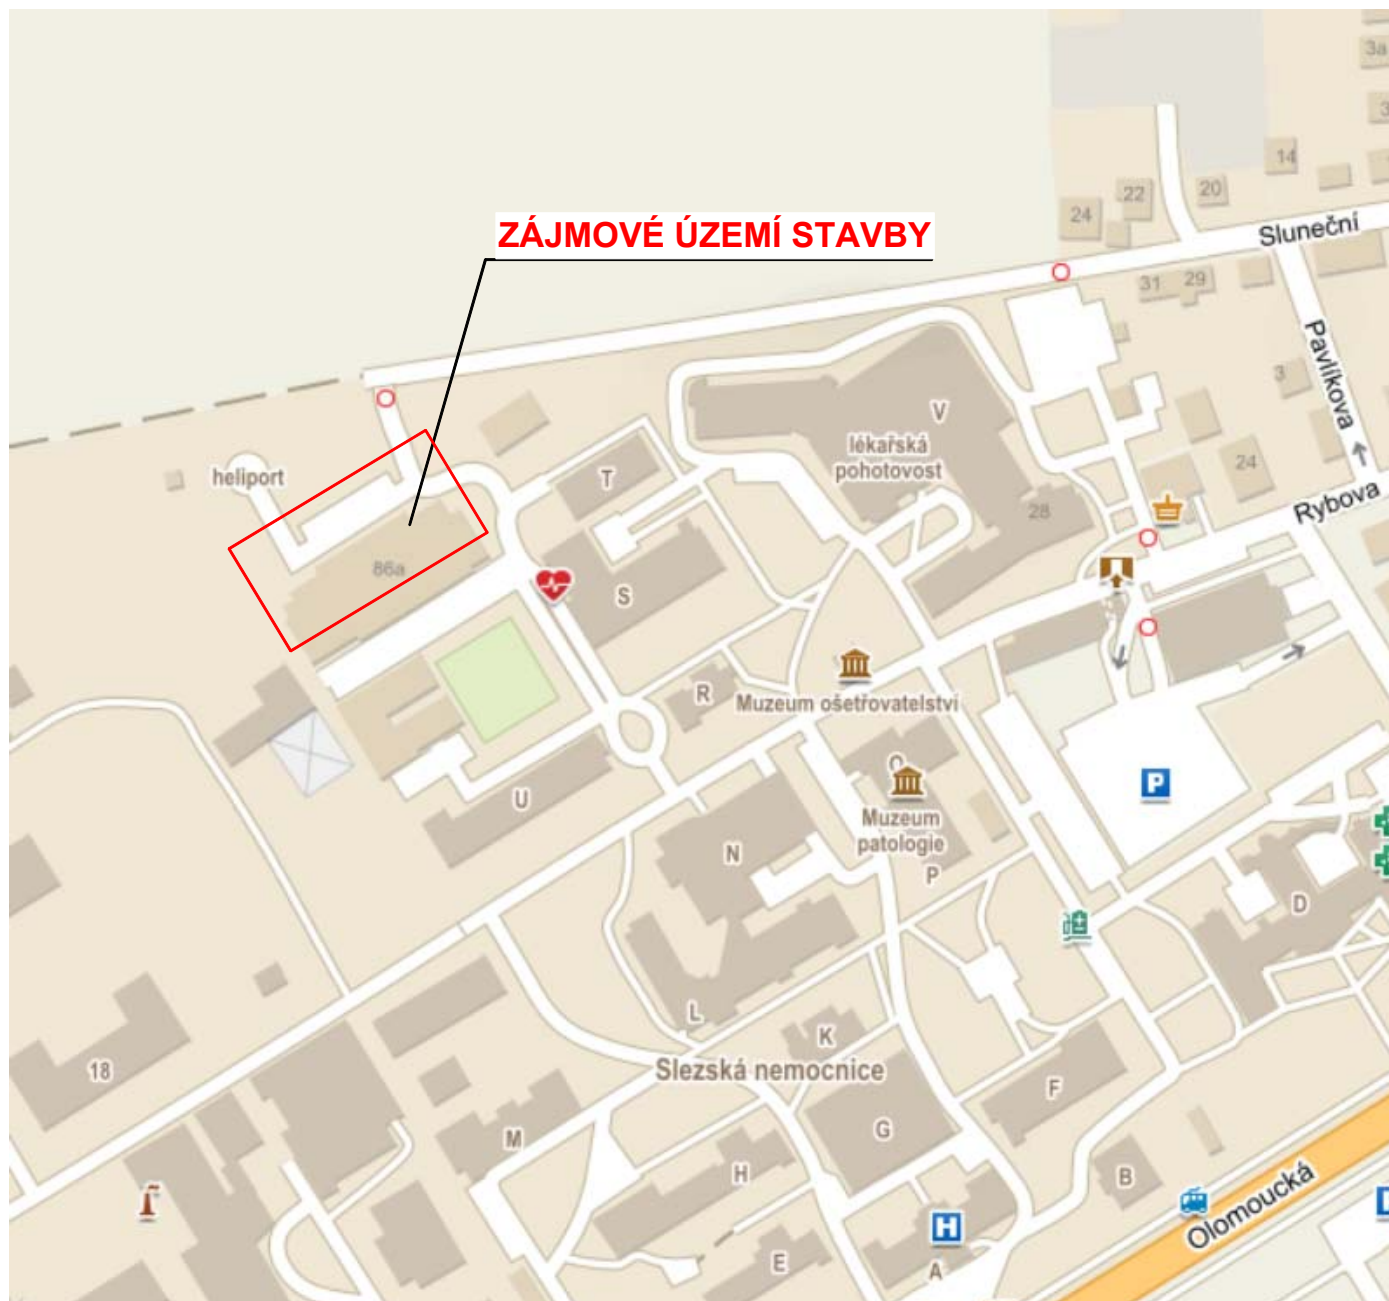 3a
3
14
22
20
24
Sluneční
ZÁJMOVÉ ÚZEMÍ STAVBY
31
29
Pavlíkova
3
V
lékařská
pohotovost
heliport
T
24
Rybova
28
86a
S
R
Muzeum ošetřovatelství
O
P
U
Muzeum
patologie
N
P
D
L
K
18
Slezská nemocnice
F
G
M
H
B
Olomoucká
H
E
A